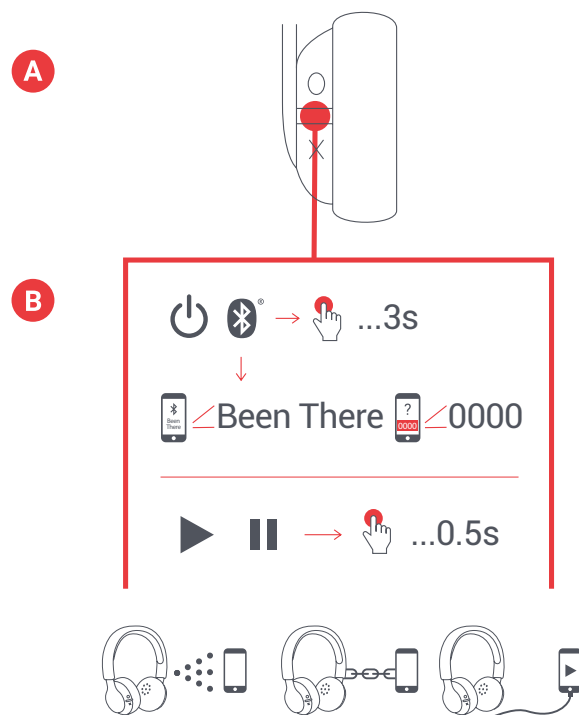 A
B
® ...3s
Been
There
Been There
?
0000
0000
...0.5s